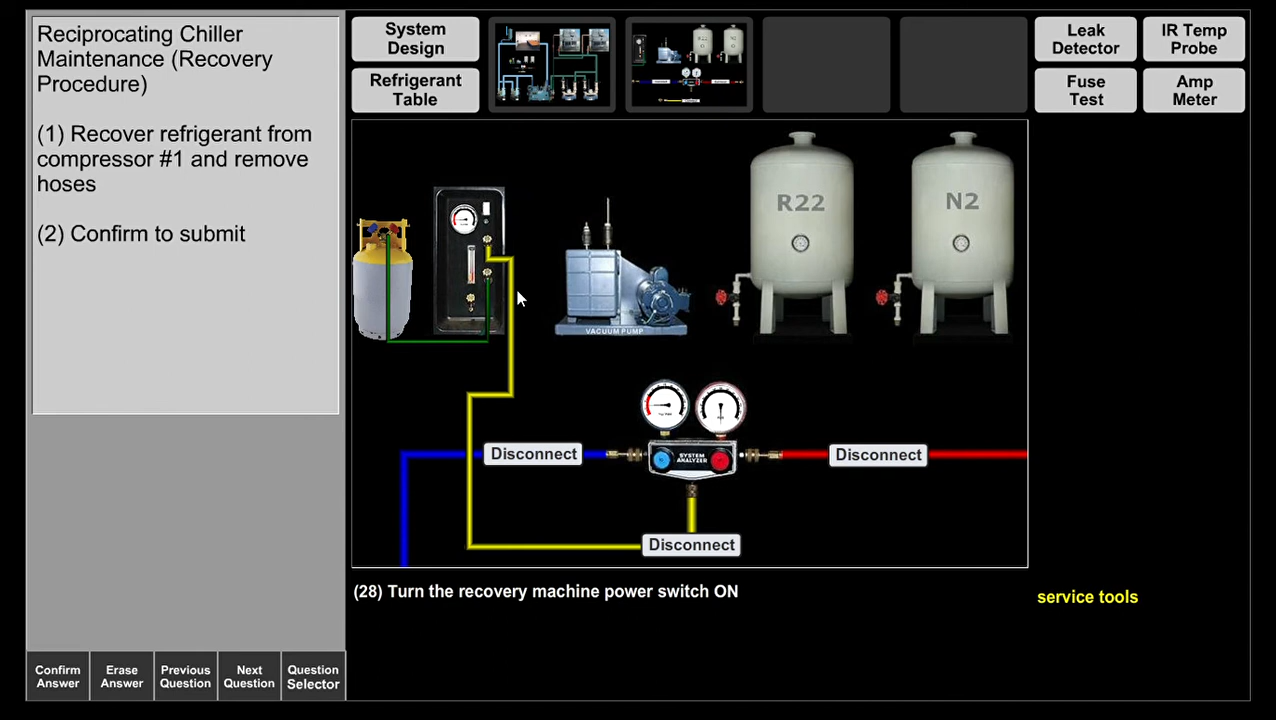 Reciprocating Chiller
Maintenance (Recovery
Procedure)
(1) Recover refrigerant from
compressor #1 and remove
hoses
(2) Confirm to submit
System
Design
Refrigerant
Table
Leak
Detector
IR Temp
Probe
Fuse
Test
Amp
Meter
R22
N2
VACUUM PUMP
Disconnect
SYSTEM
ANALYZER
Disconnect
Disconnect
(28) Turn the recovery machine power switch ON
service tools
Confirm
Answer
Erase
Answer
Previous
Question
Next
Question
Question
Selector